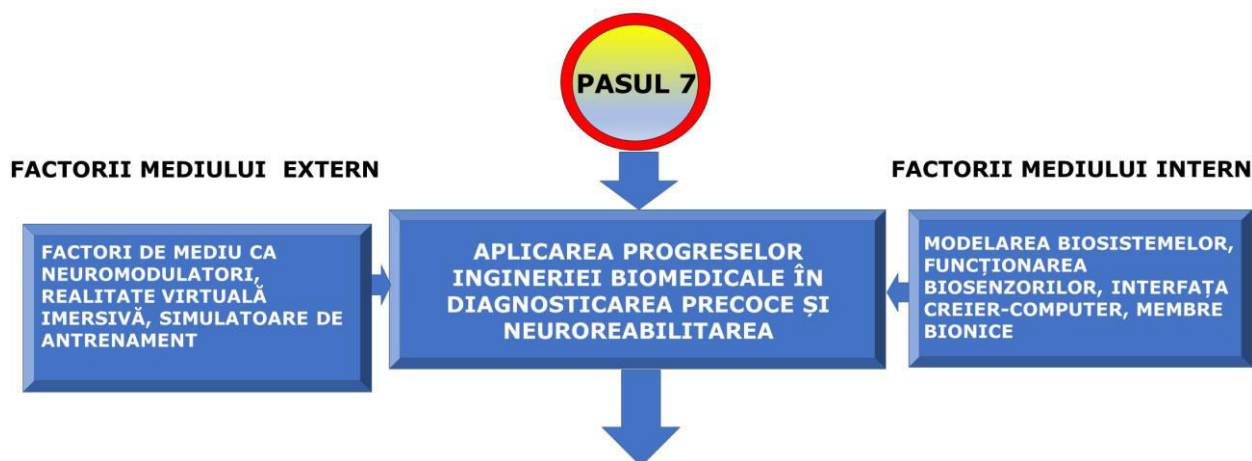 PASUL 7
FACTORII MEDIULUI EXTERN
FACTORII MEDIULUI INTERN
FACTORI DE MEDIU CA
NEUROMODULATORI,
REALITATE VIRTUALĂ
IMERSIVĂ, SIMULATOARE DE
ANTRENAMENT
APLICAREA PROGRESELOR
INGINERIEI BIOMEDICALE ÎN
DIAGNOSTICAREA PRECOCE ȘI
NEUROREABILITAREA
MODELAREA BIOSISTEMELOR,
FUNCȚIONAREA
BIOSENZORILOR, INTERFAȚA
CREIER-COMPUTER, MEMBRE
BIONICE